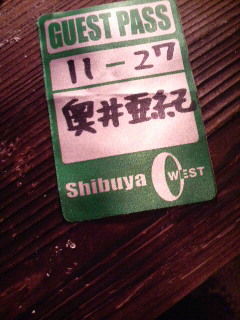 GUEST PASS
11-27
奥井亜紀
Shibuya O WEST